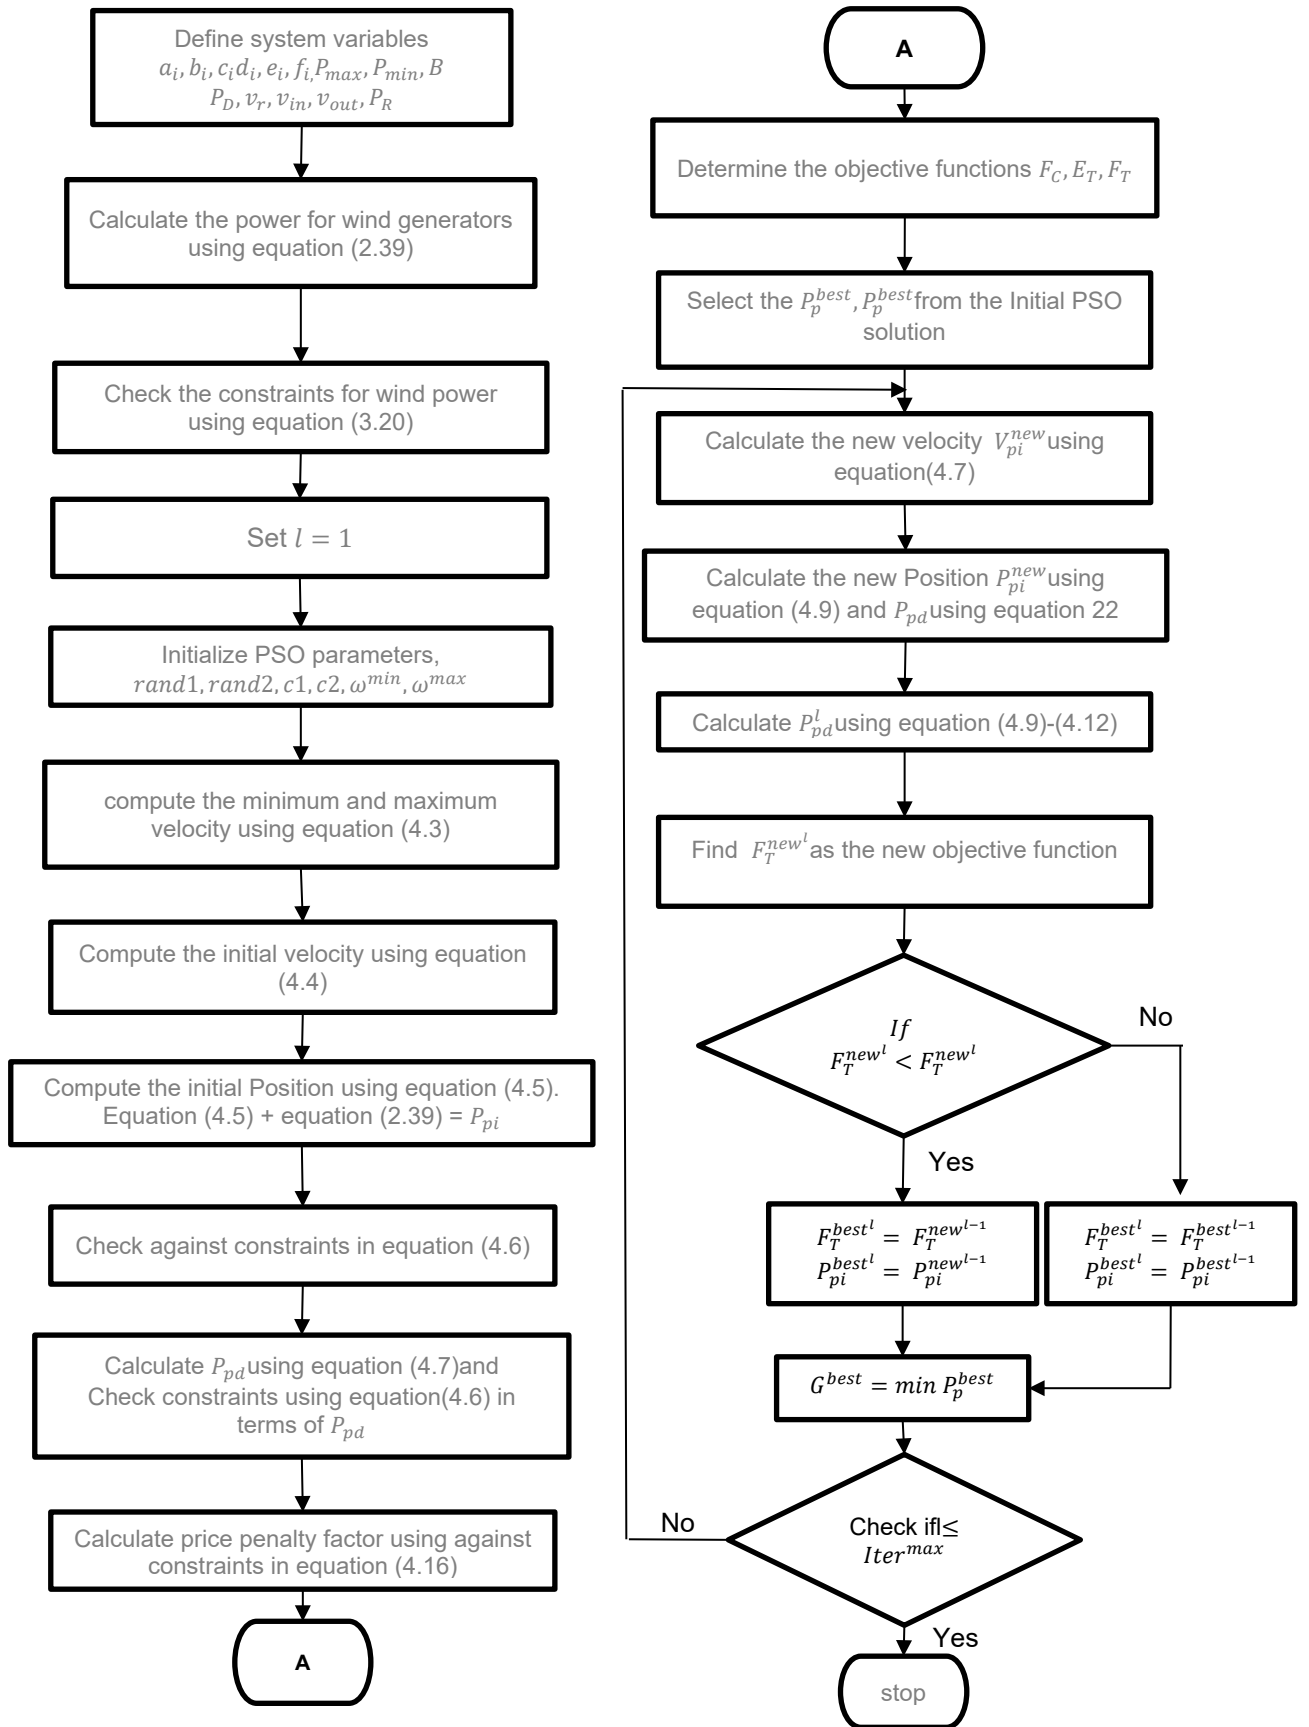 Define system variables
a_i, b_i, c_i d_i, e_i, f_i, P_max, P_min, B
P_D, v_r, v_in, v_out, P_R
Calculate the power for wind generators
using equation (2.39)
Check the constraints for wind power
using equation (3.20)
Set l = 1
Initialize PSO parameters,
rand1, rand2, c1, c2, ω^min, ω^max
compute the minimum and maximum
velocity using equation (4.3)
Compute the initial velocity using equation
(4.4)
Compute the initial Position using equation (4.5).
Equation (4.5) + equation (2.39) = P_pi
Check against constraints in equation (4.6)
Calculate P_pd using equation (4.7)and
Check constraints using equation(4.6) in
terms of P_pd
Calculate price penalty factor using against
constraints in equation (4.16)
A
A
Determine the objective functions F_C, E_T, F_T
Select the P_p^best, P_p^best from the Initial PSO
solution
Calculate the new velocity V_pi^new using
equation(4.7)
Calculate the new Position P_pi^new using
equation (4.9) and P_pd using equation 22
Calculate P_pd^l using equation (4.9)-(4.12)
Find F_T^new^l as the new objective function
If
F_T^new^l < F_T^new^l
No
Yes
F_T^best^l = F_T^new^l-1
P_pi^best^l = P_pi^new^l-1
F_T^best^l = F_T^best^l-1
P_pi^best^l = P_pi^best^l-1
G^best = min P_p^best
No
Check ifl≤
Iter^max
Yes
stop